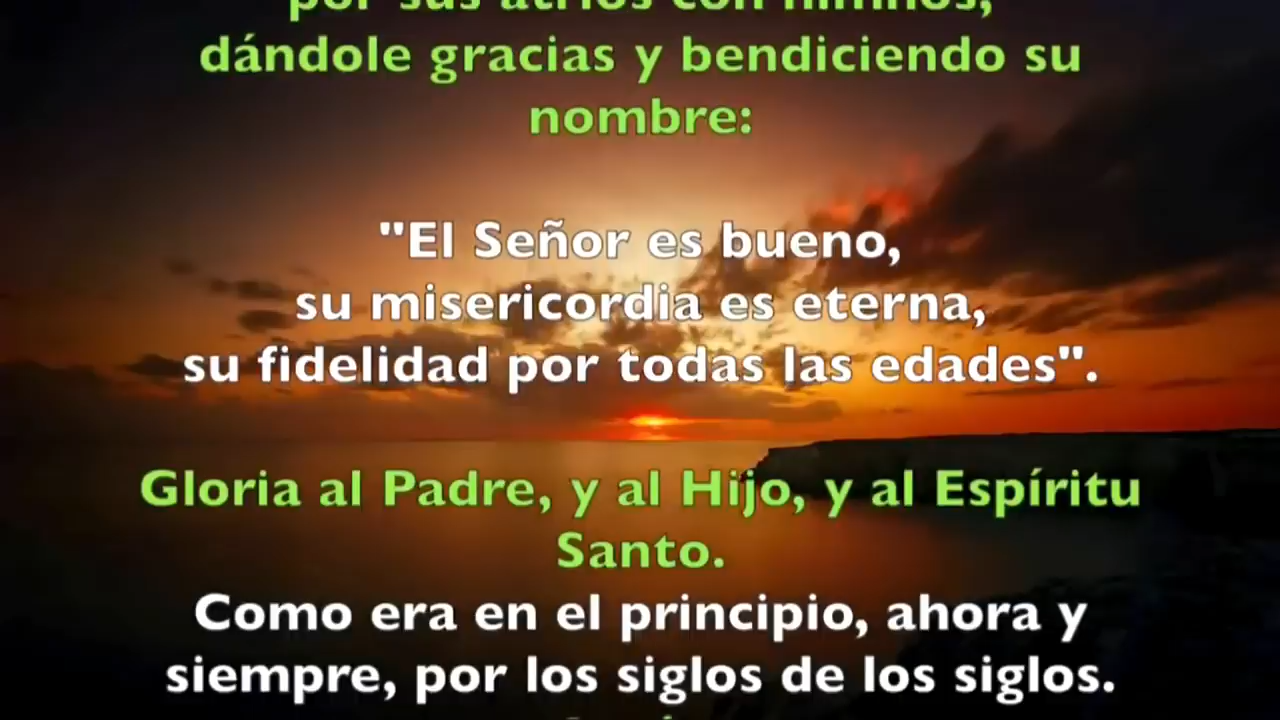 por sus atrios con himnos,
dándole gracias y bendiciendo su
nombre:
"El Señor es bueno,
su misericordia es eterna,
su fidelidad por todas las edades".
Gloria al Padre, y al Hijo, y al Espíritu
Santo.
Como era en el principio, ahora y
siempre, por los siglos de los siglos.